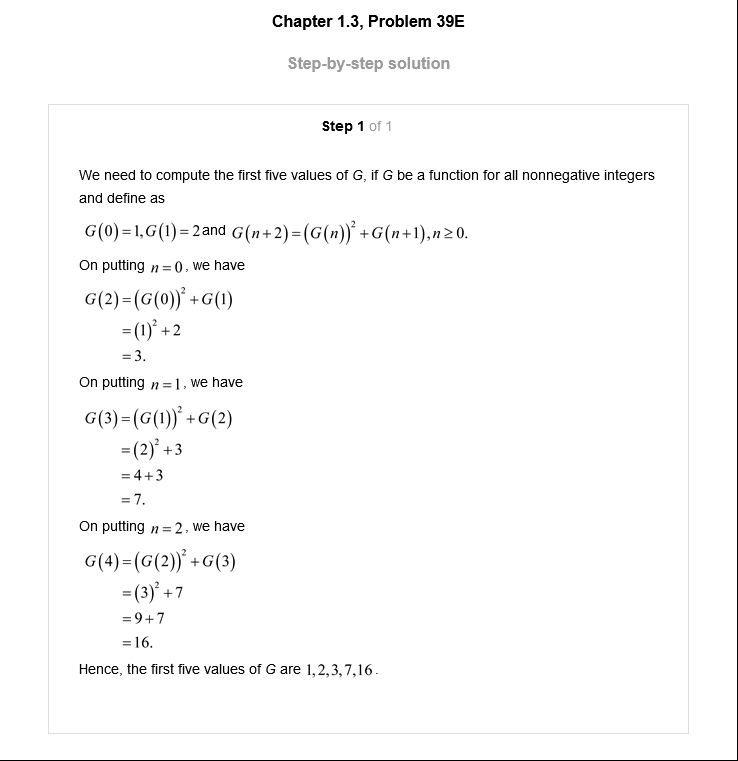 Chapter 1.3, Problem 39E
Step-by-step solution
Step 1 of 1
We need to compute the first five values of G, if G be a function for all nonnegative integers
and define as
G(0)=1,G(1)=2 and G(n+2)=(G(n))²+G(n+1),n≥0.
On putting n=0, we have
G(2)=(G(0))²+G(1)
=(1)²+2
=3.
On putting n=1, we have
G(3)=(G(1))²+G(2)
=(2)²+3
=4+3
=7.
On putting n=2, we have
G(4)=(G(2))²+G(3)
=(3)²+7
=9+7
=16.
Hence, the first five values of G are 1,2,3,7,16.